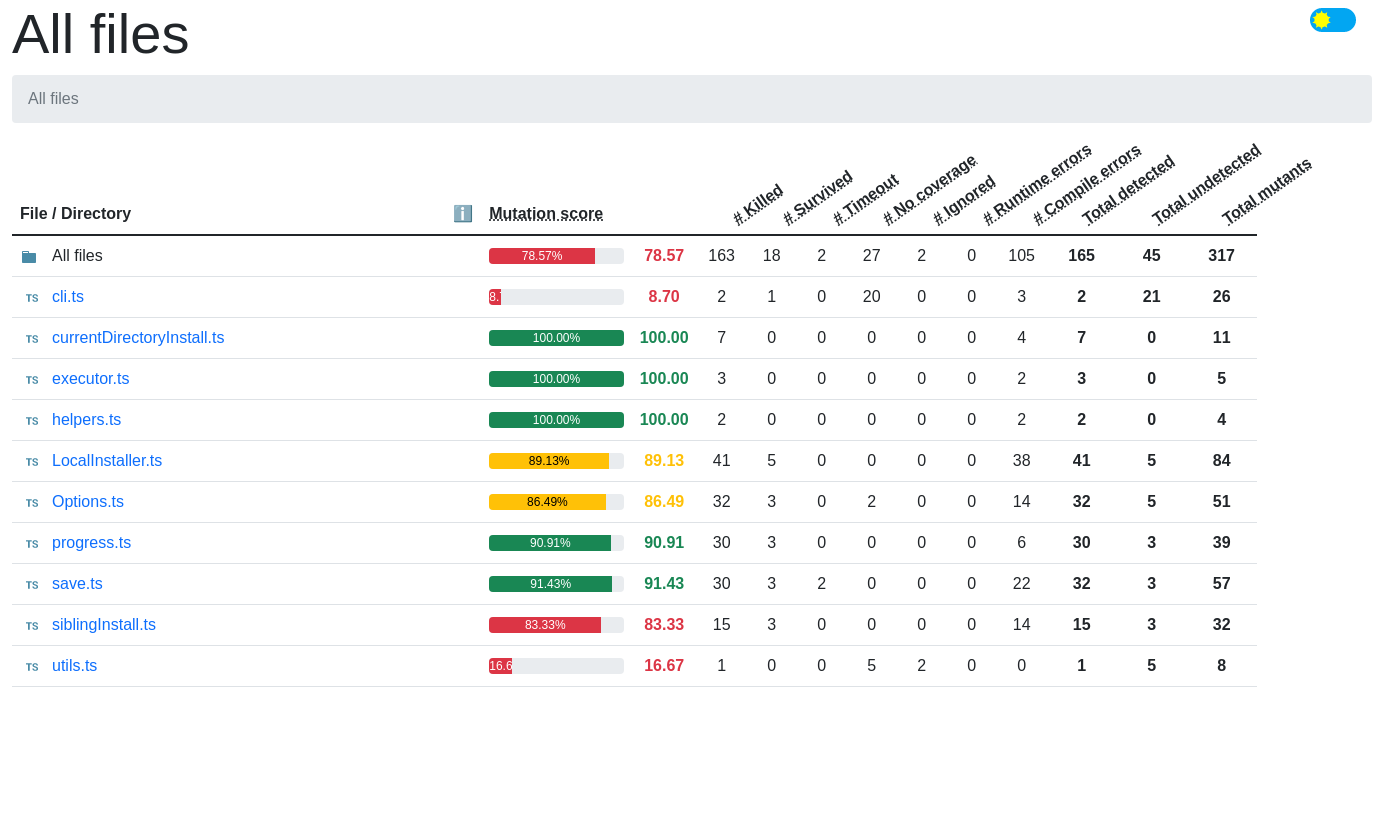 All files
All files
File / Directory ℹ Mutation score # Killed # Survived # Timeout # No coverage # Ignored # Runtime errors # Compile errors Total detected Total undetected Total mutants
All files 78.57% 78.57 163 18 2 27 2 0 105 165 45 317
TS cli.ts 8.70 2 1 0 20 0 0 3 2 21 26
TS currentDirectoryInstall.ts 100.00% 100.00 7 0 0 0 0 0 4 7 0 11
TS executor.ts 100.00% 100.00 3 0 0 0 0 0 2 3 0 5
TS helpers.ts 100.00% 100.00 2 0 0 0 0 0 2 2 0 4
TS LocalInstaller.ts 89.13% 89.13 41 5 0 0 0 0 38 41 5 84
TS Options.ts 86.49% 86.49 32 3 0 2 0 0 14 32 5 51
TS progress.ts 90.91% 90.91 30 3 0 0 0 0 6 30 3 39
TS save.ts 91.43% 91.43 30 3 2 0 0 0 22 32 3 57
TS siblingInstall.ts 83.33% 83.33 15 3 0 0 0 0 14 15 3 32
TS utils.ts 16.6 16.67 1 0 0 5 2 0 0 1 5 8